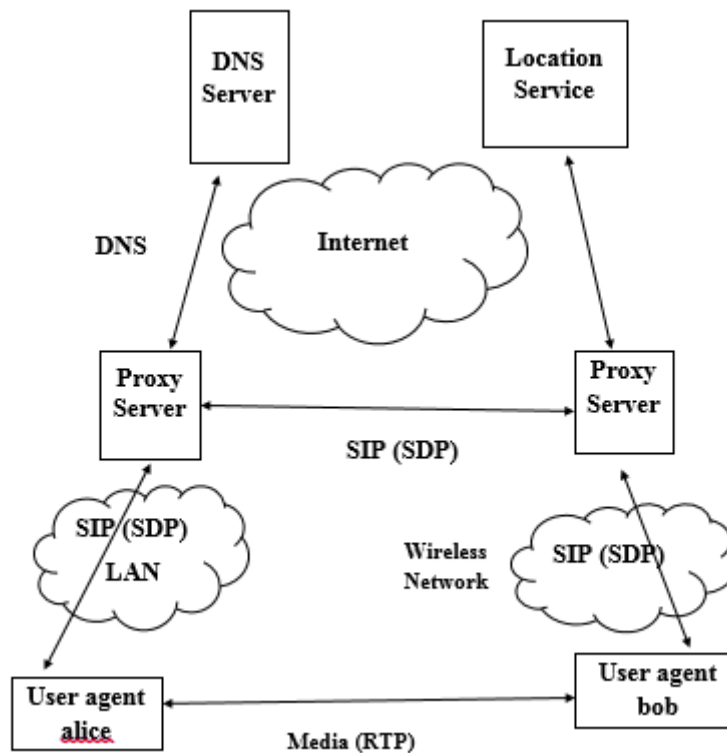 DNS
Server
Location
Service
Internet
DNS
Proxy
Server
Proxy
Server
SIP (SDP)
SIP (SDP)
LAN
Wireless
Network
SIP (SDP)
User agent
alice
User agent
bob
Media (RTP)